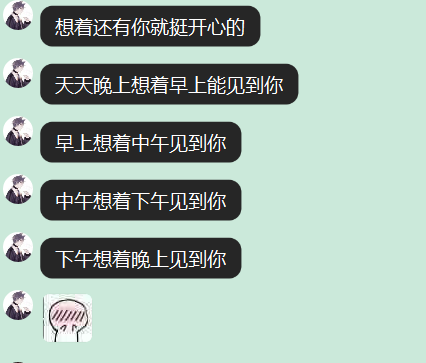 想着还有你就挺开心的
天天晚上想着早上能见到你
早上想着中午见到你
中午想着下午见到你
下午想着晚上见到你